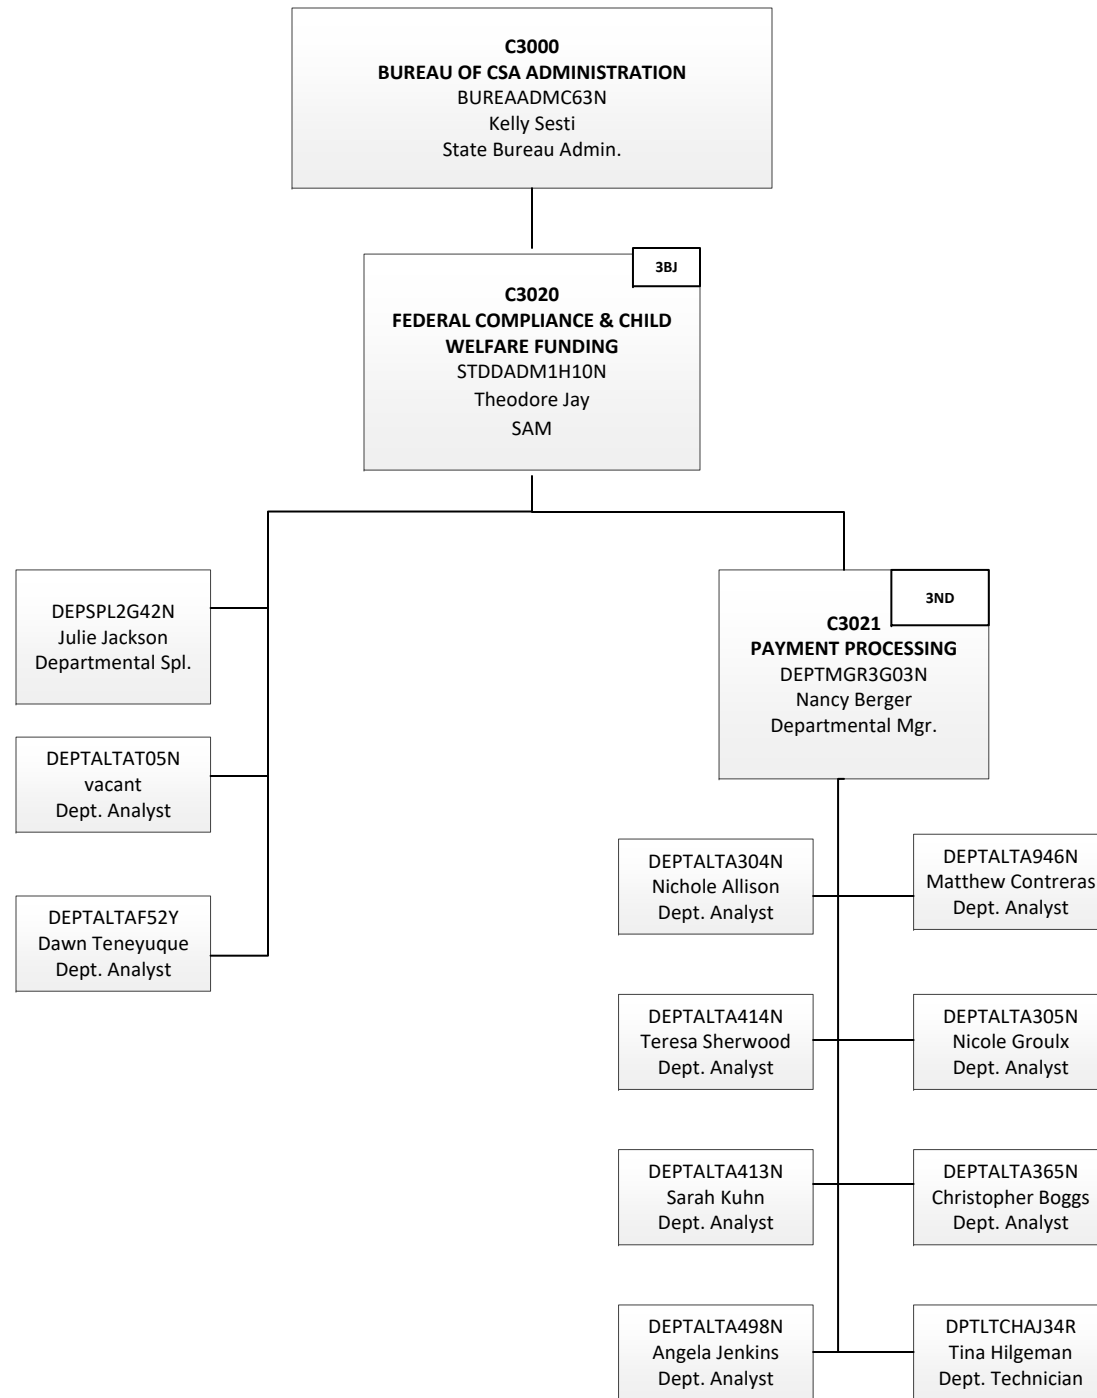 C3000
BUREAU OF CSA ADMINISTRATION
BUREAADMC63N
Kelly Sesti
State Bureau Admin.
3BJ
C3020
FEDERAL COMPLIANCE & CHILD
WELFARE FUNDING
STDDADM1H10N
Theodore Jay
SAM
DEPSPL2G42N
Julie Jackson
Departmental Spl.
DEPTALTAT05N
vacant
Dept. Analyst
DEPTALTAF52Y
Dawn Teneyuque
Dept. Analyst
3ND
C3021
PAYMENT PROCESSING
DEPTMGR3G03N
Nancy Berger
Departmental Mgr.
DEPTALTA304N
Nichole Allison
Dept. Analyst
DEPTALTA946N
Matthew Contreras
Dept. Analyst
DEPTALTA414N
Teresa Sherwood
Dept. Analyst
DEPTALTA305N
Nicole Groulx
Dept. Analyst
DEPTALTA413N
Sarah Kuhn
Dept. Analyst
DEPTALTA365N
Christopher Boggs
Dept. Analyst
DEPTALTA498N
Angela Jenkins
Dept. Analyst
DPTLTCHAJ34R
Tina Hilgeman
Dept. Technician